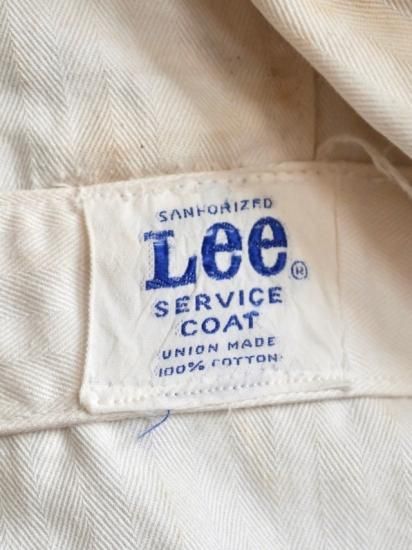 SANFORIZED
Lee®
SERVICE
COAT
UNION MADE
100% COTTON